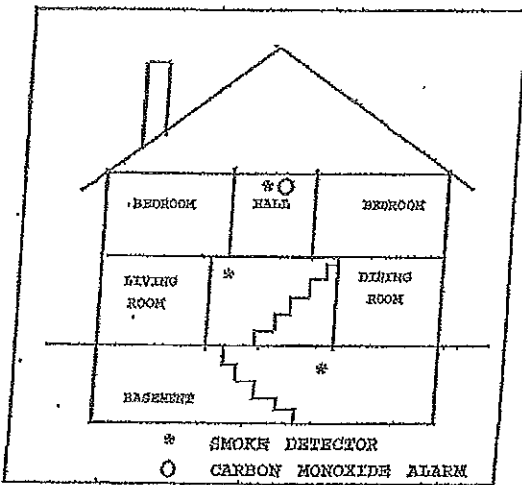 BEDROOM HALL BEDROOM
LIVING ROOM
DINING ROOM
BASEMENT
* SMOKE DETECTOR
O CARBON MONOXIDE ALARM